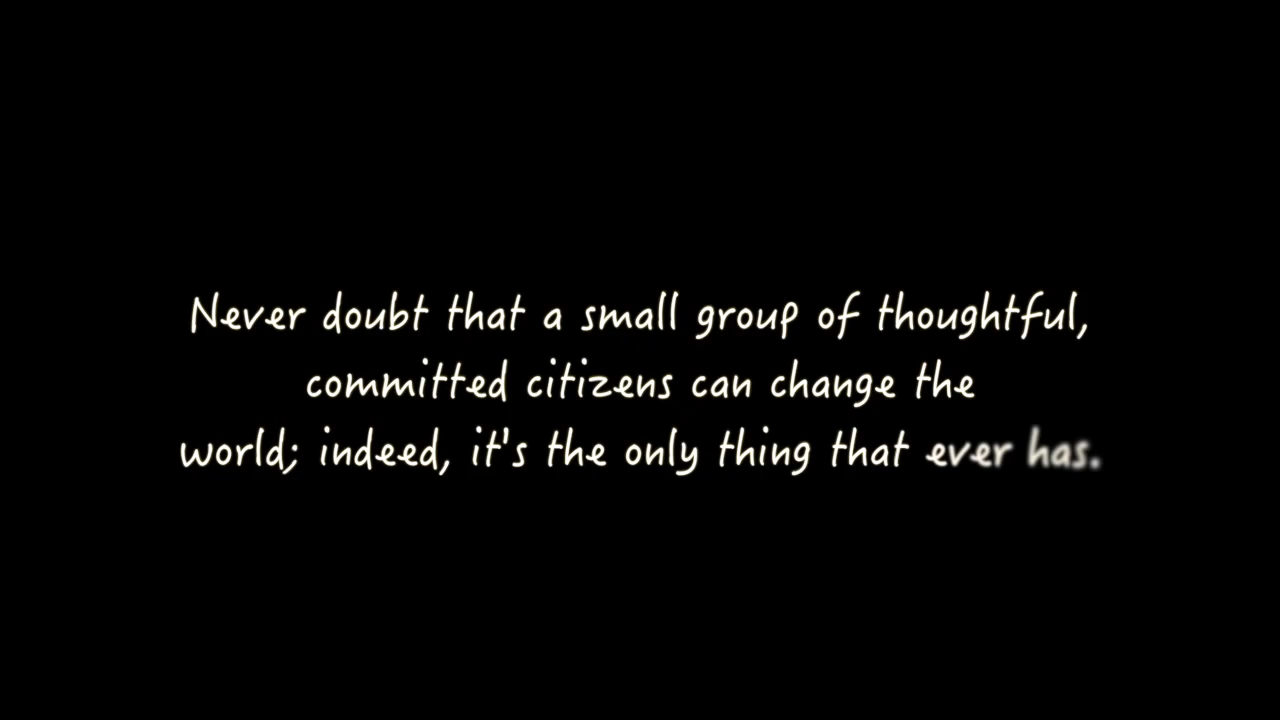 Never doubt that a small group of thoughtful,
committed citizens can change the
world; indeed, it's the only thing that ever has.